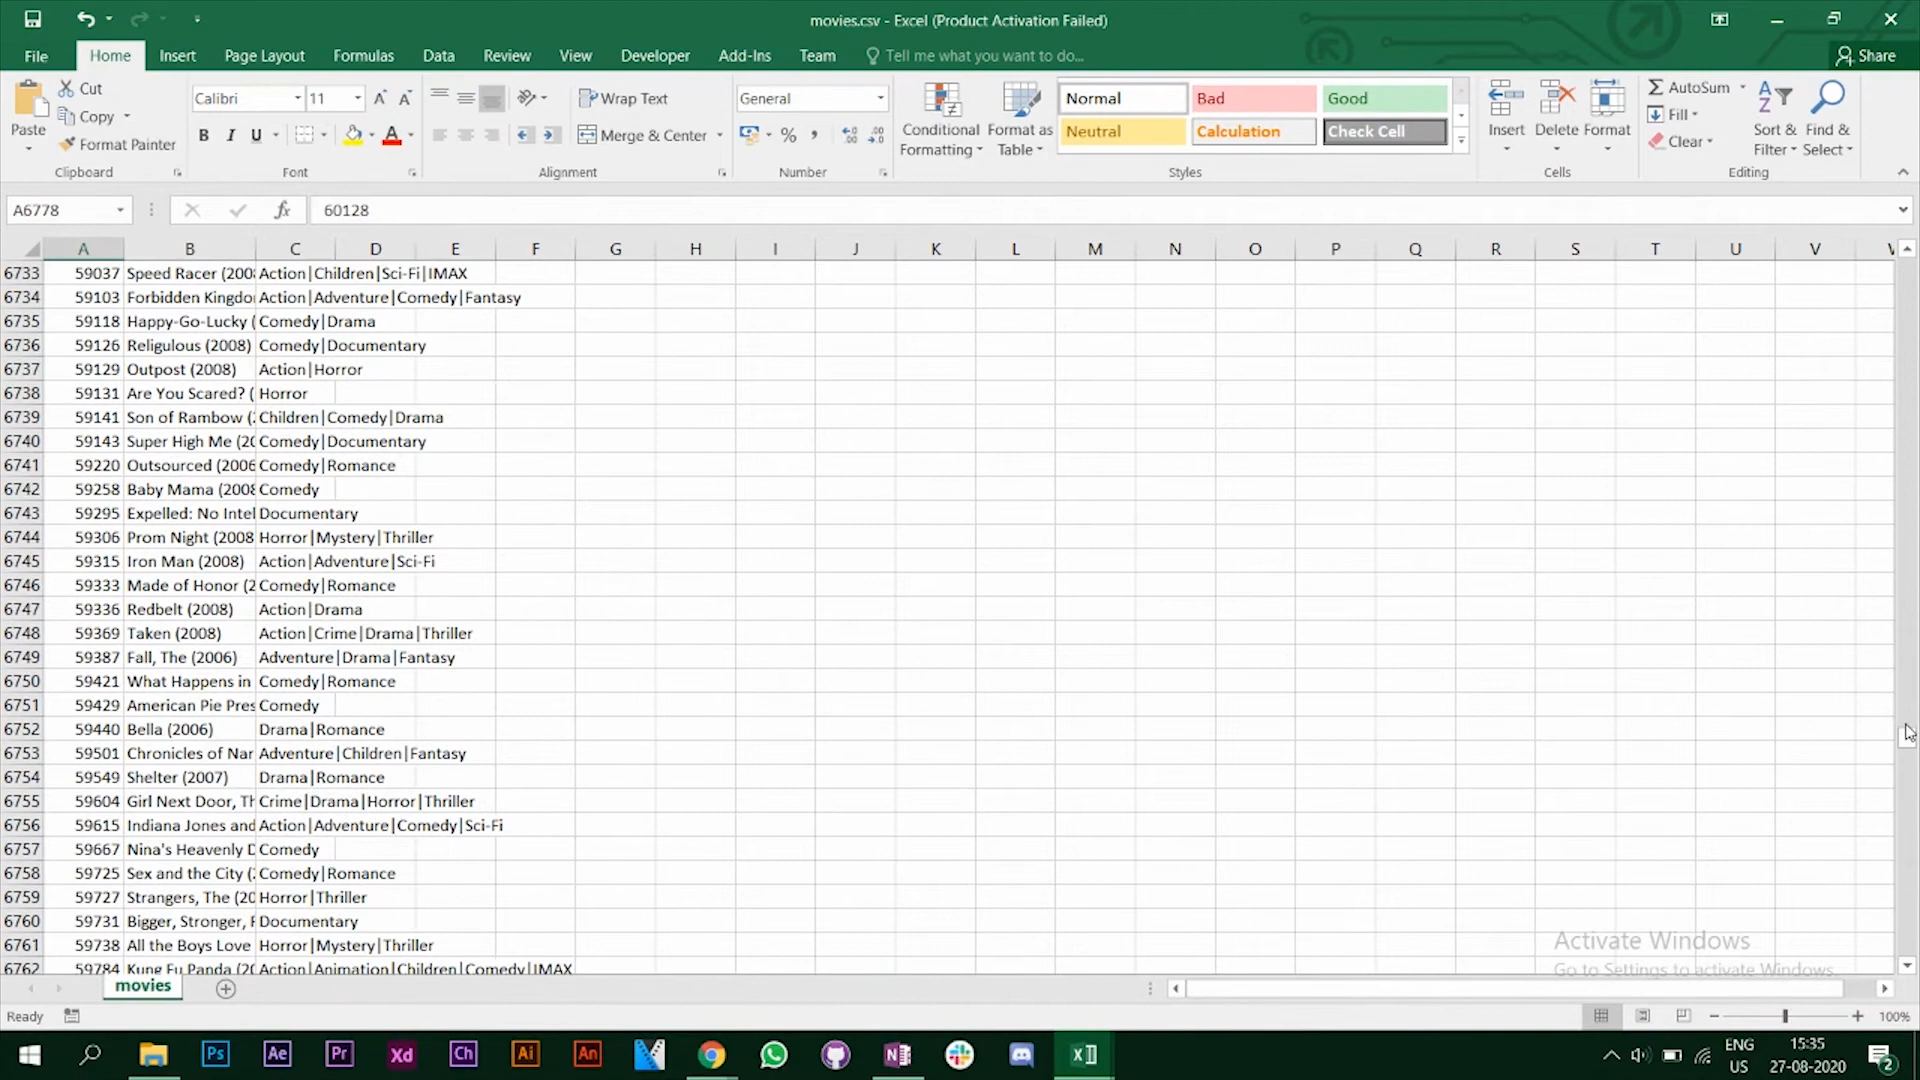 movies.csv - Excel (Product Activation Failed)
File Home Insert Page Layout Formulas Data Review View Developer Add-Ins Team Tell me what you want to do... Share
Paste
Cut
Copy
Format Painter
Clipboard
Calibri 11
B I U
Font
Wrap Text
Merge & Center
Alignment
General
%
Number
Conditional Formatting
Format as Table
Normal Bad Good
Neutral Calculation Check Cell
Styles
Insert Delete Format
Cells
AutoSum
Fill
Clear
Sort & Filter
Find & Select
Editing
A6778 fx 60128
A B C D E F G H I J K L M N O P Q R S T U V
6733 59037 Speed Racer (200 Action|Children|Sci-Fi|IMAX
6734 59103 Forbidden Kingdo Action|Adventure|Comedy|Fantasy
6735 59118 Happy-Go-Lucky ( Comedy|Drama
6736 59126 Religulous (2008) Comedy|Documentary
6737 59129 Outpost (2008) Action|Horror
6738 59131 Are You Scared? ( Horror
6739 59141 Son of Rambow ( Children|Comedy|Drama
6740 59143 Super High Me (20 Comedy|Documentary
6741 59220 Outsourced (2006 Comedy|Romance
6742 59258 Baby Mama (2008 Comedy
6743 59295 Expelled: No Intel Documentary
6744 59306 Prom Night (2008 Horror|Mystery|Thriller
6745 59315 Iron Man (2008) Action|Adventure|Sci-Fi
6746 59333 Made of Honor (2 Comedy|Romance
6747 59336 Redbelt (2008) Action|Drama
6748 59369 Taken (2008) Action|Crime|Drama|Thriller
6749 59387 Fall, The (2006) Adventure|Drama|Fantasy
6750 59421 What Happens in Comedy|Romance
6751 59429 American Pie Pres Comedy
6752 59440 Bella (2006) Drama|Romance
6753 59501 Chronicles of Nar Adventure|Children|Fantasy
6754 59549 Shelter (2007) Drama|Romance
6755 59604 Girl Next Door, Th Crime|Drama|Horror|Thriller
6756 59615 Indiana Jones and Action|Adventure|Comedy|Sci-Fi
6757 59667 Nina's Heavenly D Comedy
6758 59725 Sex and the City ( Comedy|Romance
6759 59727 Strangers, The (20 Horror|Thriller
6760 59731 Bigger, Stronger, F Documentary
6761 59738 All the Boys Love Horror|Mystery|Thriller
6762 59784 Kung Fu Panda (20 Action|Animation|Children|Comedy|IMAX
Activate Windows
Go to Settings to activate Windows.
movies
Ready 100%
Ps Ae Pr Xd Ch Ai An N X
ENG US
15:35
27-08-2020
2